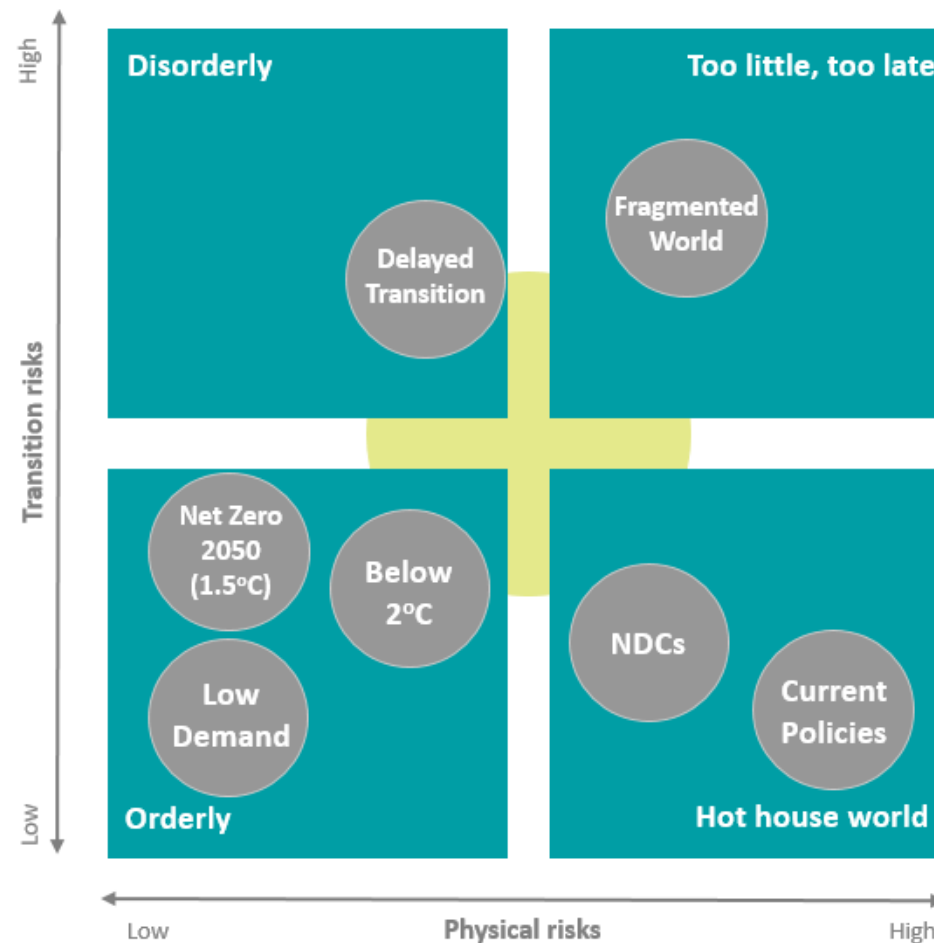 High
Transition risks
Low
Disorderly
Too little, too late
Delayed
Transition
Fragmented
World
Net Zero
2050
(1.5°C)
Below
2°C
Low
Demand
Orderly
NDCs
Current
Policies
Hot house world
Low
Physical risks
High